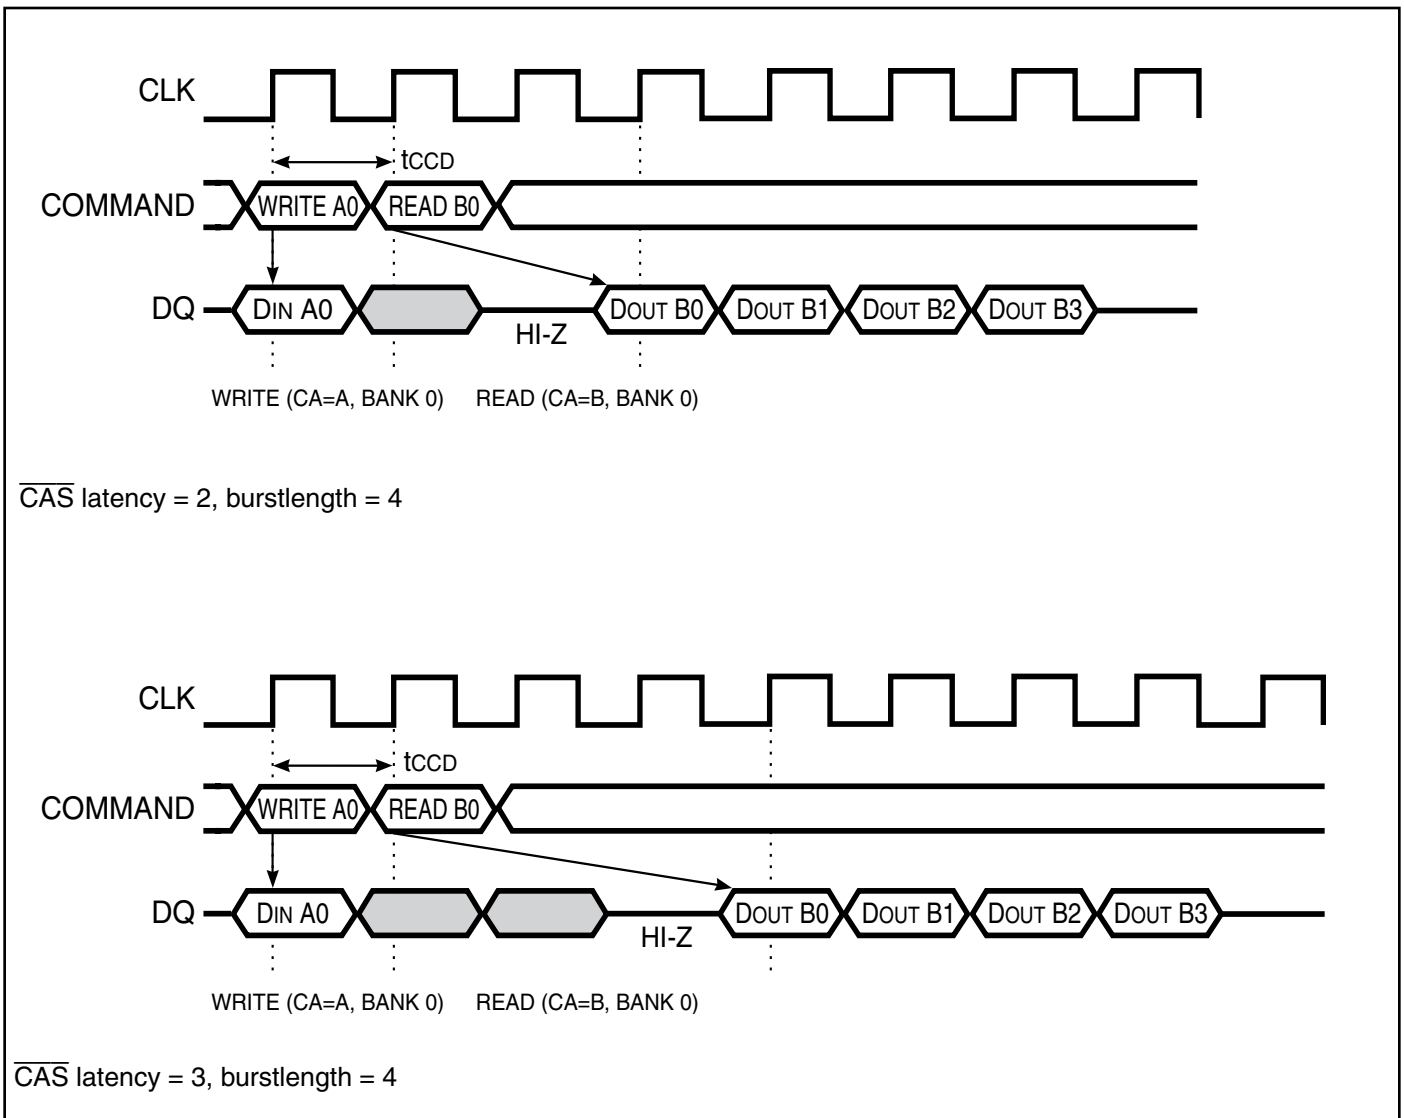 CLK
tCCD
COMMAND WRITE A0 READ B0
DQ DIN A0 DOUT B0 DOUT B1 DOUT B2 DOUT B3
HI-Z
WRITE (CA=A, BANK 0) READ (CA=B, BANK 0)
CAS latency = 2, burstlength = 4
CLK
tCCD
COMMAND WRITE A0 READ B0
DQ DIN A0 DOUT B0 DOUT B1 DOUT B2 DOUT B3
HI-Z
WRITE (CA=A, BANK 0) READ (CA=B, BANK 0)
CAS latency = 3, burstlength = 4